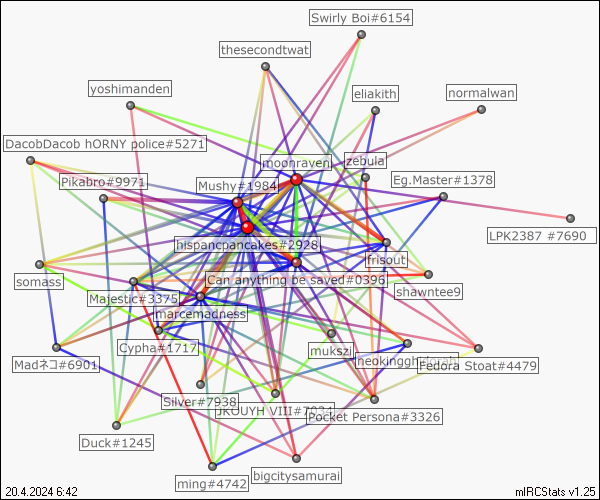 Swirly Boi#6154
thesecondtwat
yoshimanden
eliakith
normalwan
DacobDacob hORNY police#5271
moonraven
zebula
Pikabro#9971
Mushy#1984
Eg.Master#1378
LPK2387 #7690
hispancpancakes#2928
frisout
somass
Can anything be saved#0396
shawntee9
Majestic#3375
marcemadness
Cypha#1717
mukszi
Madネコ#6901
Fedora Stoat#4479
Silver#7938
JKOUYH VIII#7034
Pocket Persona#3326
Duck#1245
bigcitysamurai
ming#4742
20.4.2024 6:42
mIRCStats v1.25